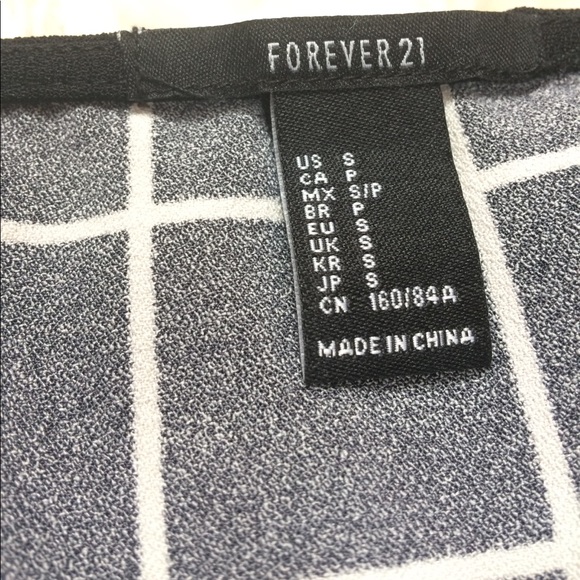 FOREVER 21
US S
CA P
MX S/P
BR P
EU S
UK S
KR S
JP S
CN 160/84A
MADE IN CHINA